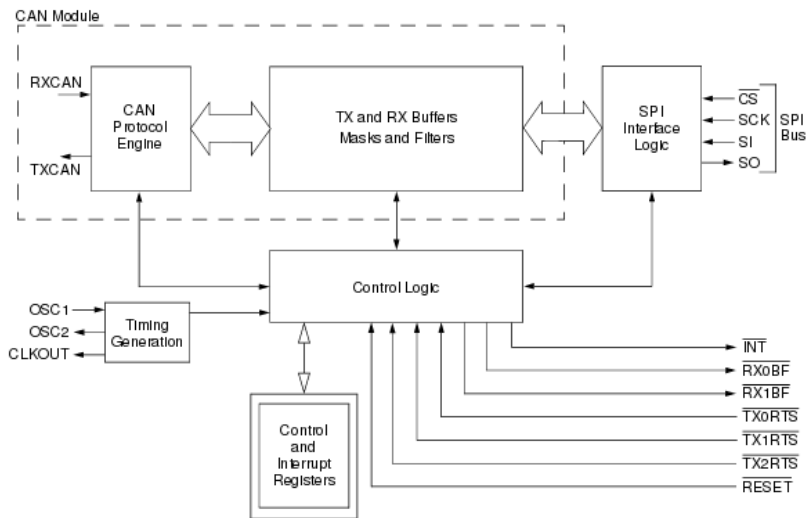 CAN Module
RXCAN
TXCAN
CAN
Protocol
Engine
TX and RX Buffers
Masks and Filters
SPI
Interface
Logic
CS
SCK
SI
SO
SPI
Bus
Control Logic
OSC1
OSC2
CLKOUT
Timing
Generation
INT
RX0BF
RX1BF
TX0RTS
TX1RTS
TX2RTS
RESET
Control
and
Interrupt
Registers